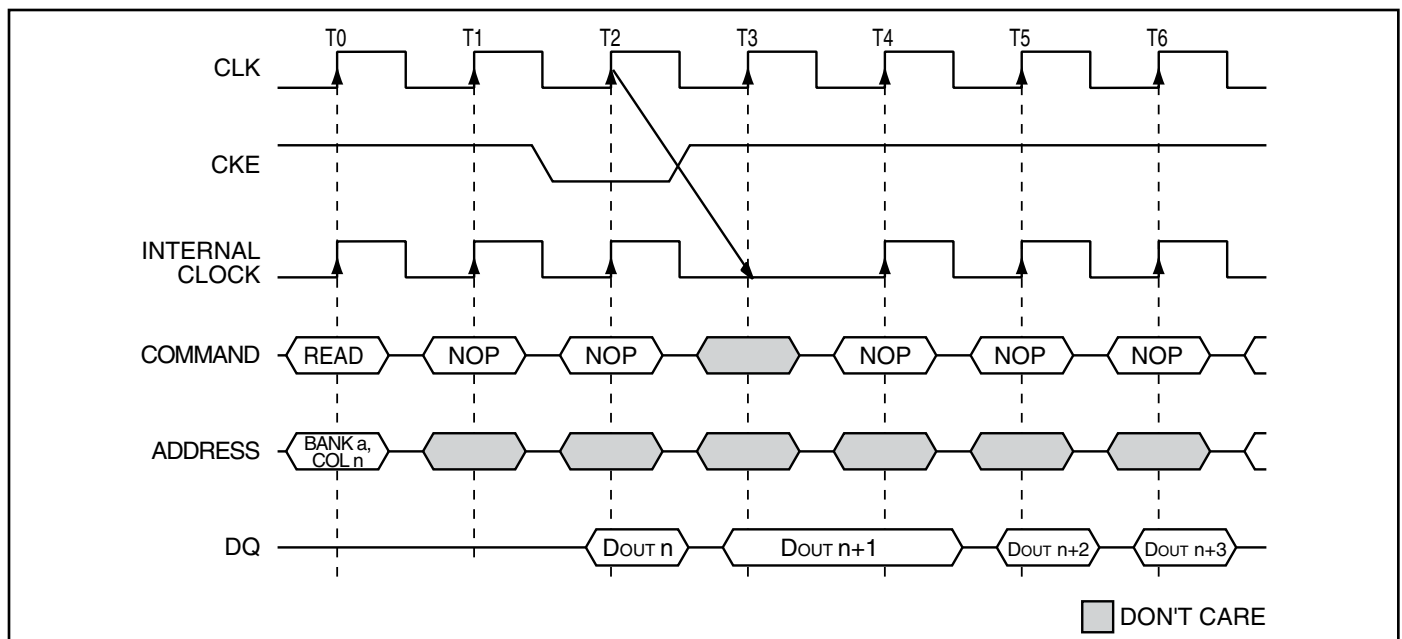 T0 T1 T2 T3 T4 T5 T6
CLK
CKE
INTERNAL
CLOCK
COMMAND READ NOP NOP NOP NOP NOP
ADDRESS BANK a,
COL n
DQ DOUT n DOUT n+1 DOUT n+2 DOUT n+3
DON'T CARE